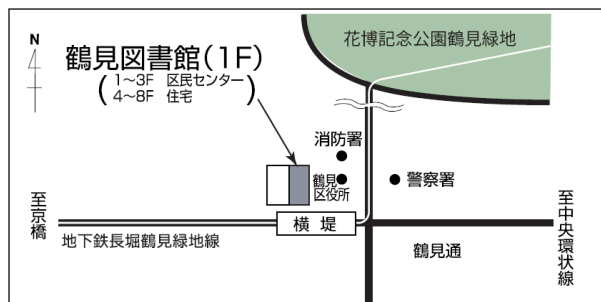 N
花博記念公園鶴見緑地
鶴見図書館(1F)
(1~3F 区民センター
4~8F 住宅)
消防署
鶴見
区役所
警察署
至京橋
横堤
至中央環状線
地下鉄長堀鶴見緑地線
鶴見通